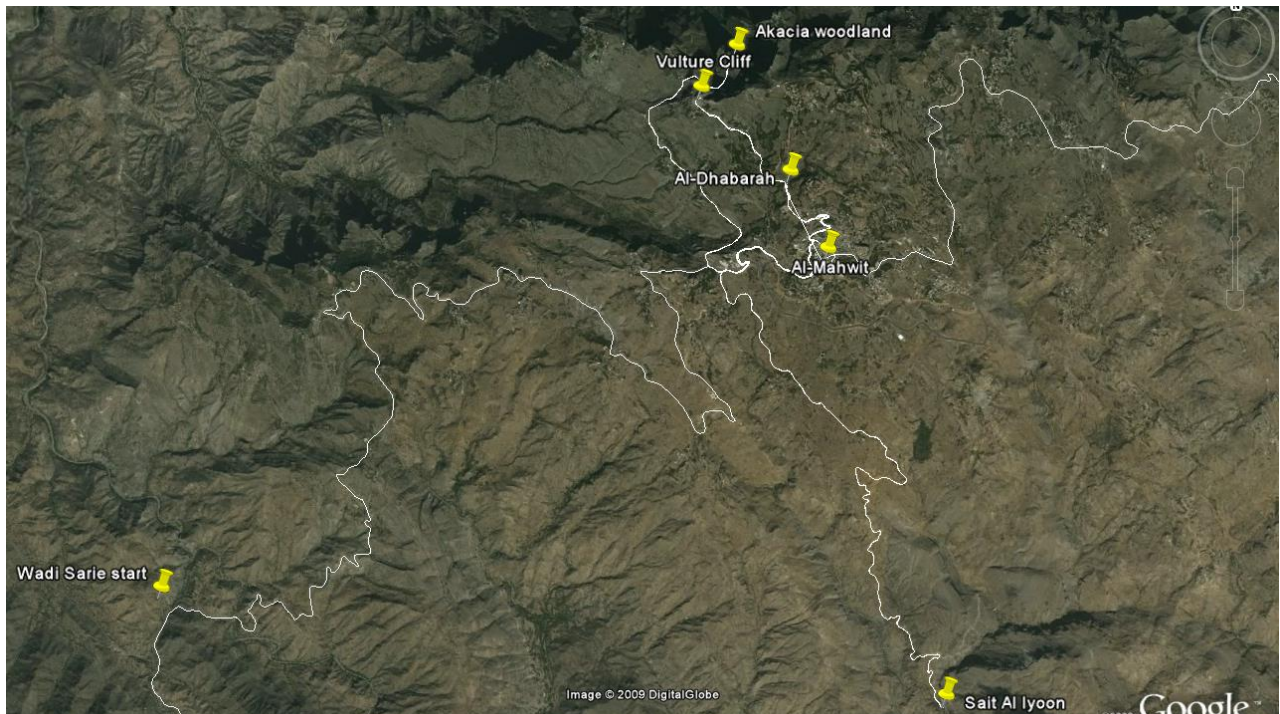 Akacia woodland
Vulture Cliff
Al-Dhabarah
Al-Mahwit
Wadi Sarie start
Image © 2009 DigitalGlobe
Sait Al Iyoon
Google